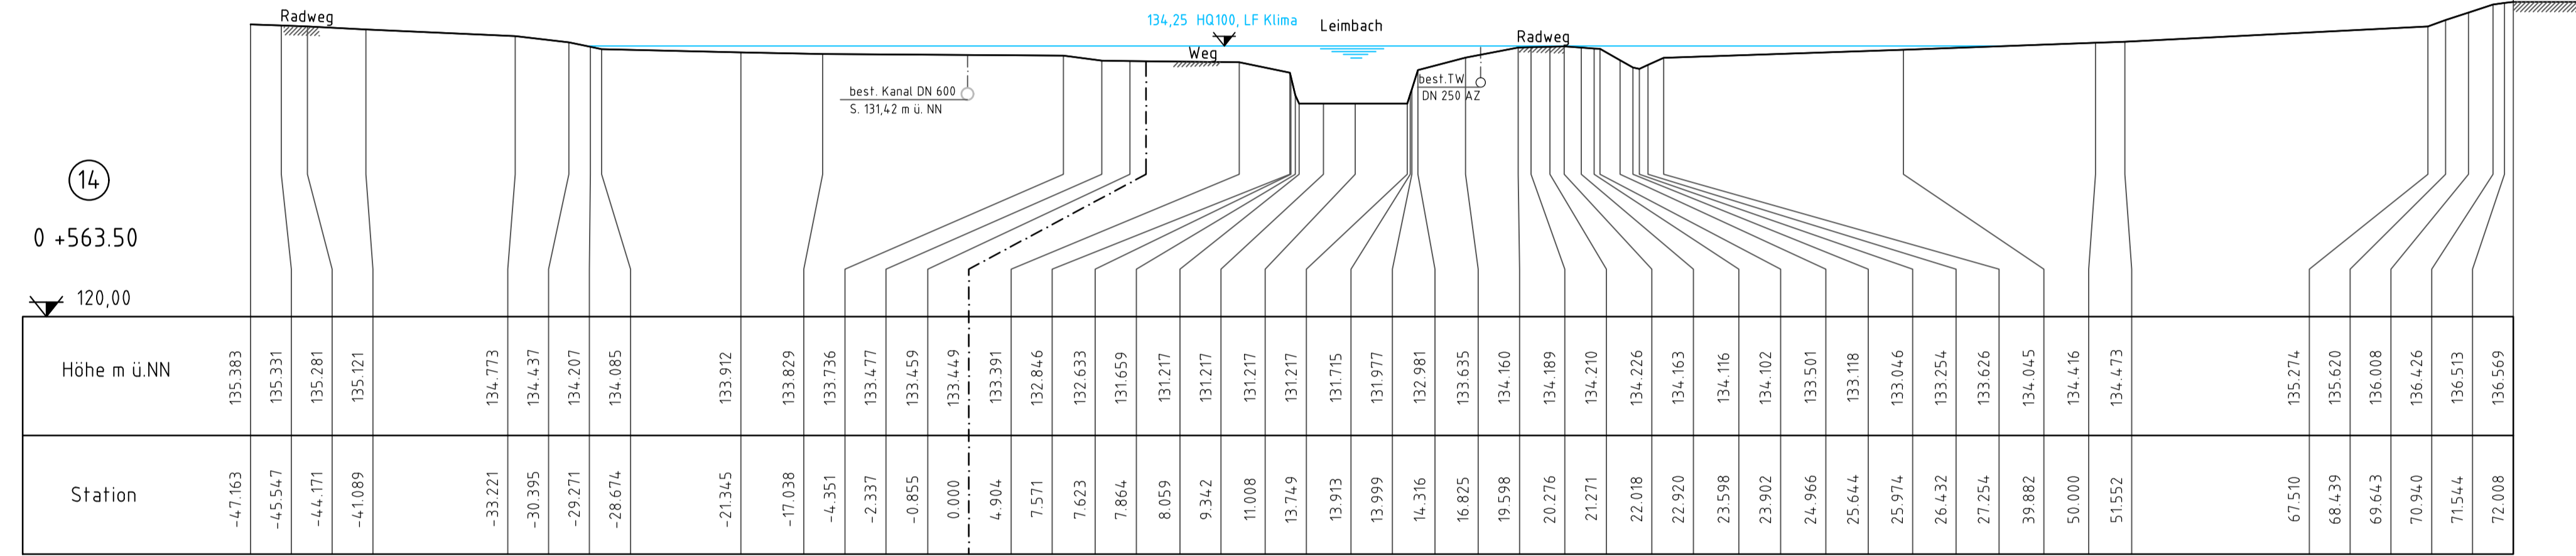 Radweg
134,25 HQ100, LF Klima
Leimbach
Radweg
Weg
best. Kanal DN 600
S. 131,42 m ü. NN
best.TW
DN 250 AZ
14
0 +563.50
120,00
Höhe m ü.NN 135.383 135.331 135.281 135.121 134.773 134.437 134.207 134.085 133.912 133.829 133.736 133.477 133.459 133.449 133.391 132.846 132.633 131.659 131.217 131.217 131.217 131.217 131.715 131.977 132.981 133.635 134.160 134.189 134.210 134.226 134.163 134.116 134.102 133.501 133.118 133.046 133.254 133.626 134.045 134.416 134.473 135.274 135.620 136.008 136.426 136.513 136.569
Station -47.163 -45.547 -44.171 -41.089 -33.221 -30.395 -29.271 -28.674 -21.345 -17.038 -4.351 -2.337 -0.855 0.000 4.904 7.571 7.623 7.864 8.059 9.342 11.008 13.749 13.913 13.999 14.316 16.825 19.598 20.276 21.271 22.018 22.920 23.598 23.902 24.966 25.644 25.974 26.432 27.254 39.882 50.000 51.552 67.510 68.439 69.643 70.940 71.544 72.008